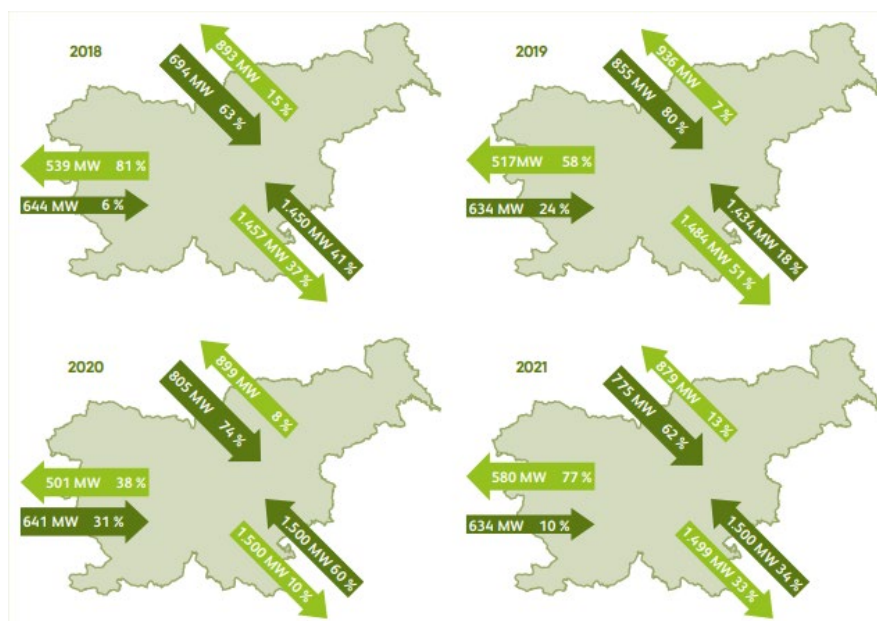 2018
893 MW 15 %
694 MW 63 %
539 MW 81 %
644 MW 6 %
1.450 MW 41 %
1.457 MW 37 %
2019
936 MW 7 %
855 MW 80 %
517MW 58 %
634 MW 24 %
1.434 MW 18 %
1.484 MW 51 %
2020
899 MW 8 %
805 MW 74 %
501 MW 38 %
641 MW 31 %
1.500 MW 60 %
1.500 MW 10 %
2021
879 MW 13 %
775 MW 62 %
580 MW 77 %
634 MW 10 %
1.500 MW 34 %
1.499 MW 33 %